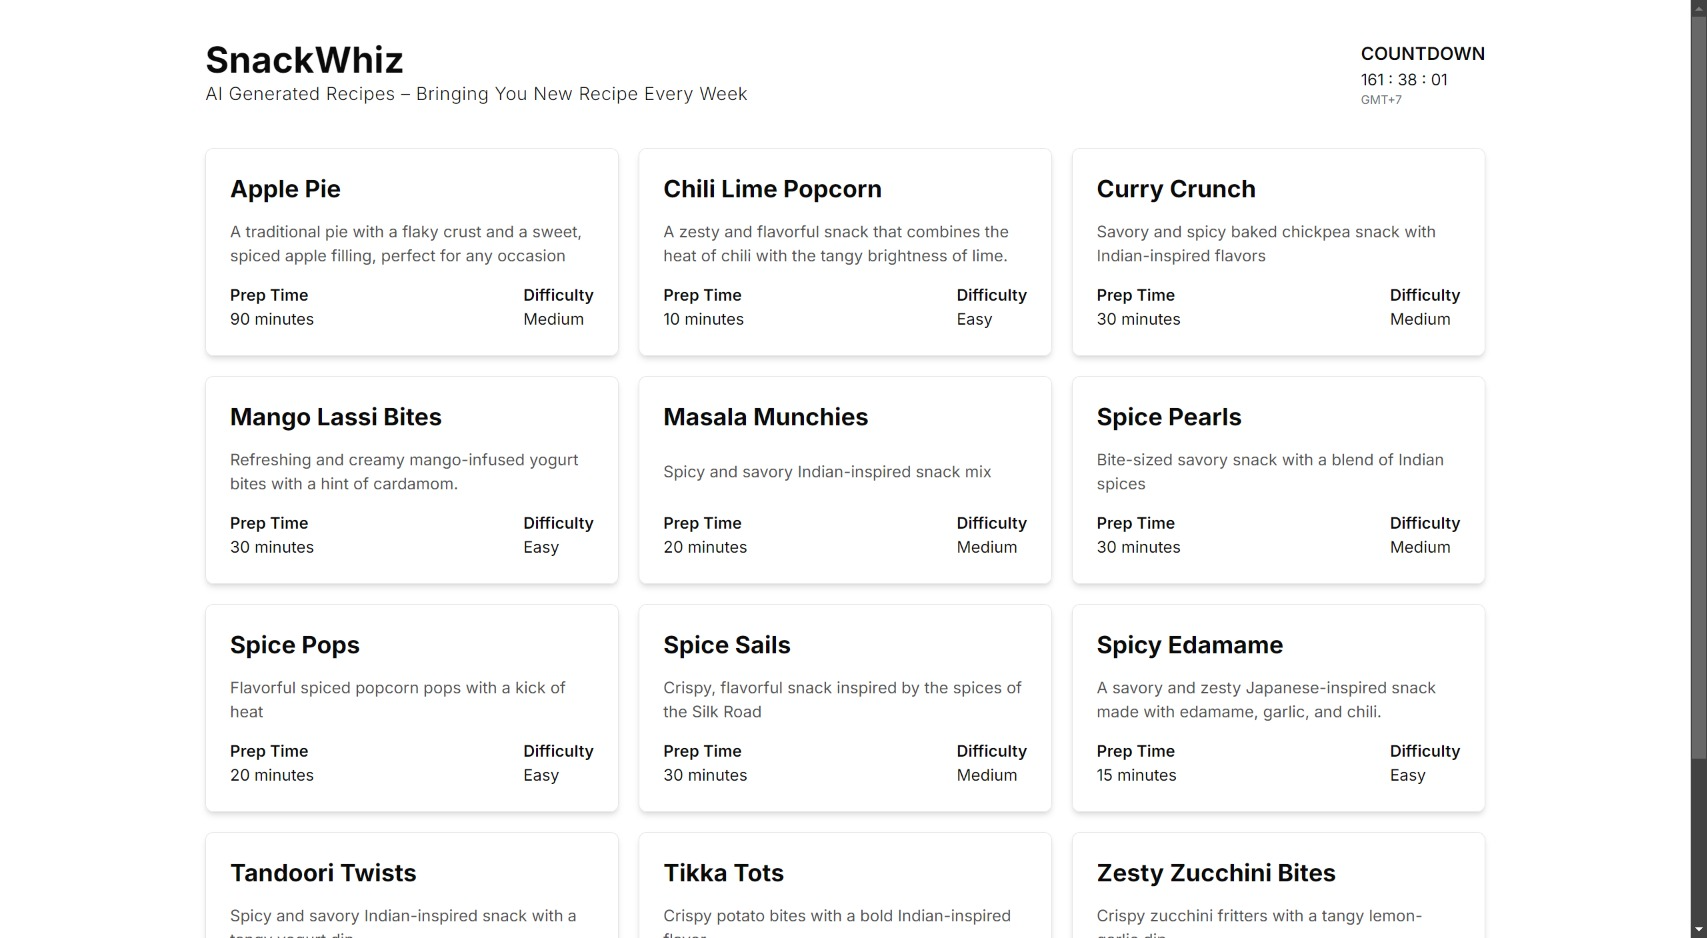 SnackWhiz
AI Generated Recipes – Bringing You New Recipe Every Week
COUNTDOWN
161 : 38 : 01
GMT+7
Apple Pie
A traditional pie with a flaky crust and a sweet,
spiced apple filling, perfect for any occasion
Prep Time
90 minutes
Difficulty
Medium
Chili Lime Popcorn
A zesty and flavorful snack that combines the
heat of chili with the tangy brightness of lime.
Prep Time
10 minutes
Difficulty
Easy
Curry Crunch
Savory and spicy baked chickpea snack with
Indian-inspired flavors
Prep Time
30 minutes
Difficulty
Medium
Mango Lassi Bites
Refreshing and creamy mango-infused yogurt
bites with a hint of cardamom.
Prep Time
30 minutes
Difficulty
Easy
Masala Munchies
Spicy and savory Indian-inspired snack mix
Prep Time
20 minutes
Difficulty
Medium
Spice Pearls
Bite-sized savory snack with a blend of Indian
spices
Prep Time
30 minutes
Difficulty
Medium
Spice Pops
Flavorful spiced popcorn pops with a kick of
heat
Prep Time
20 minutes
Difficulty
Easy
Spice Sails
Crispy, flavorful snack inspired by the spices of
the Silk Road
Prep Time
30 minutes
Difficulty
Medium
Spicy Edamame
A savory and zesty Japanese-inspired snack
made with edamame, garlic, and chili.
Prep Time
15 minutes
Difficulty
Easy
Tandoori Twists
Spicy and savory Indian-inspired snack with a
tangy yogurt dip
Tikka Tots
Crispy potato bites with a bold Indian-inspired
flavor
Zesty Zucchini Bites
Crispy zucchini fritters with a tangy lemon-
garlic dip